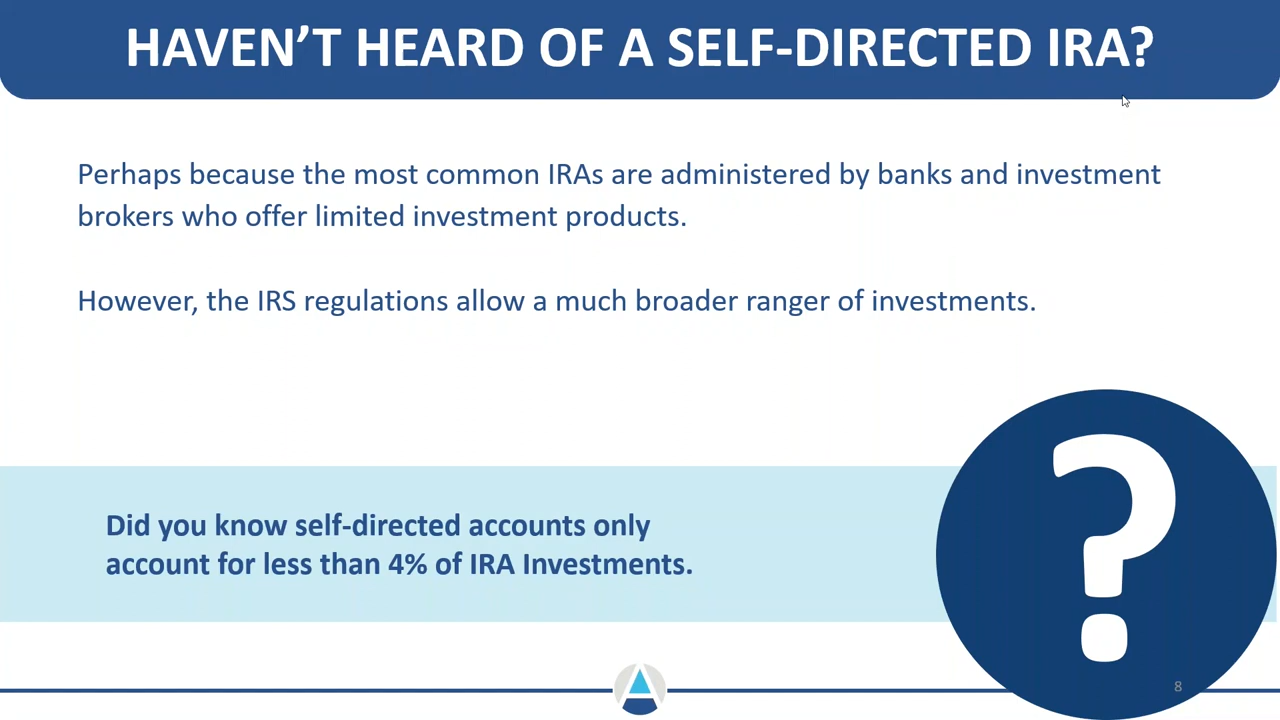 HAVEN’T HEARD OF A SELF-DIRECTED IRA?
Perhaps because the most common IRAs are administered by banks and investment
brokers who offer limited investment products.
However, the IRS regulations allow a much broader ranger of investments.
Did you know self-directed accounts only
account for less than 4% of IRA Investments.
?
8